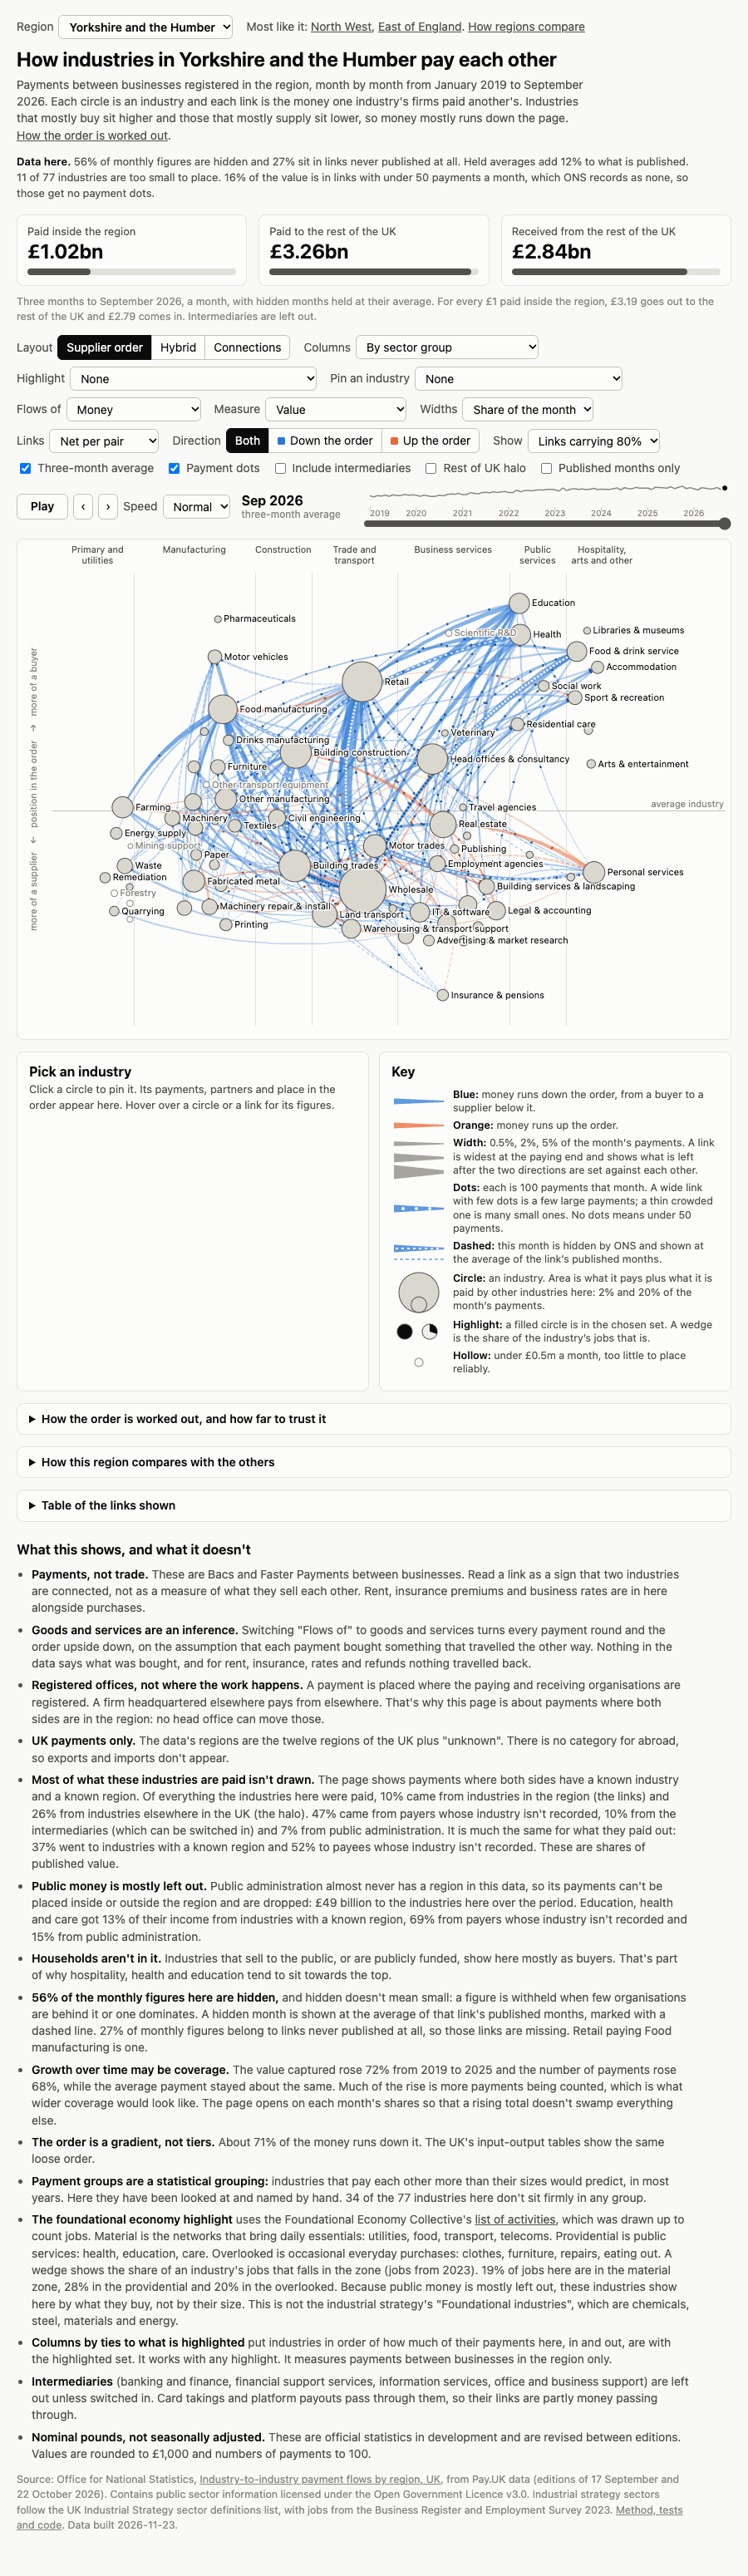 Region Yorkshire and the Humber Most like it: North West, East of England. How regions compare
How industries in Yorkshire and the Humber pay each other
Payments between businesses registered in the region, month by month from January 2019 to September
2026. Each circle is an industry and each link is the money one industry's firms paid another's. Industries
that mostly buy sit higher and those that mostly supply sit lower, so money mostly runs down the page.
How the order is worked out.
Data here. 56% of monthly figures are hidden and 27% sit in links never published at all. Held averages add 12% to what is published.
11 of 77 industries are too small to place. 16% of the value is in links with under 50 payments a month, which ONS records as none, so
those get no payment dots.
Paid inside the region
£1.02bn
Paid to the rest of the UK
£3.26bn
Received from the rest of the UK
£2.84bn
Three months to September 2026, a month, with hidden months held at their average. For every £1 paid inside the region, £3.19 goes out to the
rest of the UK and £2.79 comes in. Intermediaries are left out.
Layout Supplier order Hybrid Connections Columns By sector group
Highlight None Pin an industry None
Flows of Money Measure Value Widths Share of the month
Links Net per pair Direction Both Down the order Up the order Show Links carrying 80%
Three-month average Payment dots Include intermediaries Rest of UK halo Published months only
Play ‹ › Speed Normal Sep 2026
three-month average
2019 2020 2021 2022 2023 2024 2025 2026
Primary and
utilities
Manufacturing
Construction
Trade and
transport
Business services
Public
services
Hospitality,
arts and other
more of a supplier ← position in the order → more of a buyer
Education
Pharmaceuticals
Scientific R&D
Health
Libraries & museums
Food & drink service
Motor vehicles
Accommodation
Retail
Social work
Sport & recreation
Food manufacturing
Residential care
Veterinary
Drinks manufacturing
Building construction
Head offices & consultancy
Arts & entertainment
Furniture
Other transport equipment
Other manufacturing
average industry
Farming
Travel agencies
Machinery
Civil engineering
Textiles
Real estate
Energy supply
Mining support
Motor trades
Publishing
Paper
Waste
Building trades
Employment agencies
Personal services
Remediation
Fabricated metal
Building services & landscaping
Forestry
Wholesale
Quarrying
Machinery repair & install
Land transport
IT & software
Legal & accounting
Printing
Warehousing & transport support
Advertising & market research
Insurance & pensions
Pick an industry
Click a circle to pin it. Its payments, partners and place in the
order appear here. Hover over a circle or a link for its figures.
Key
Blue: money runs down the order, from a buyer to a
supplier below it.
Orange: money runs up the order.
Width: 0.5%, 2%, 5% of the month's payments. A link
is widest at the paying end and shows what is left
after the two directions are set against each other.
Dots: each is 100 payments that month. A wide link
with few dots is a few large payments; a thin crowded
one is many small ones. No dots means under 50
payments.
Dashed: this month is hidden by ONS and shown at
the average of the link's published months.
Circle: an industry. Area is what it pays plus what it is
paid by other industries here: 2% and 20% of the
month's payments.
Highlight: a filled circle is in the chosen set. A wedge
is the share of the industry's jobs that is.
Hollow: under £0.5m a month, too little to place
reliably.
▶ How the order is worked out, and how far to trust it
▶ How this region compares with the others
▶ Table of the links shown
What this shows, and what it doesn't
• Payments, not trade. These are Bacs and Faster Payments between businesses. Read a link as a sign that two industries
are connected, not as a measure of what they sell each other. Rent, insurance premiums and business rates are in here
alongside purchases.
• Goods and services are an inference. Switching "Flows of" to goods and services turns every payment round and the
order upside down, on the assumption that each payment bought something that travelled the other way. Nothing in the
data says what was bought, and for rent, insurance, rates and refunds nothing travelled back.
• Registered offices, not where the work happens. A payment is placed where the paying and receiving organisations are
registered. A firm headquartered elsewhere pays from elsewhere. That's why this page is about payments where both
sides are in the region: no head office can move those.
• UK payments only. The data's regions are the twelve regions of the UK plus "unknown". There is no category for abroad,
so exports and imports don't appear.
• Most of what these industries are paid isn't drawn. The page shows payments where both sides have a known industry
and a known region. Of everything the industries here were paid, 10% came from industries in the region (the links) and
26% from industries elsewhere in the UK (the halo). 47% came from payers whose industry isn't recorded, 10% from the
intermediaries (which can be switched in) and 7% from public administration. It is much the same for what they paid out:
37% went to industries with a known region and 52% to payees whose industry isn't recorded. These are shares of
published value.
• Public money is mostly left out. Public administration almost never has a region in this data, so its payments can't be
placed inside or outside the region and are dropped: £49 billion to the industries here over the period. Education, health
and care got 13% of their income from industries with a known region, 69% from payers whose industry isn't recorded and
15% from public administration.
• Households aren't in it. Industries that sell to the public, or are publicly funded, show here mostly as buyers. That's part
of why hospitality, health and education tend to sit towards the top.
• 56% of the monthly figures here are hidden, and hidden doesn't mean small: a figure is withheld when few organisations
are behind it or one dominates. A hidden month is shown at the average of that link's published months, marked with a
dashed line. 27% of monthly figures belong to links never published at all, so those links are missing. Retail paying Food
manufacturing is one.
• Growth over time may be coverage. The value captured rose 72% from 2019 to 2025 and the number of payments rose
68%, while the average payment stayed about the same. Much of the rise is more payments being counted, which is what
wider coverage would look like. The page opens on each month's shares so that a rising total doesn't swamp everything
else.
• The order is a gradient, not tiers. About 71% of the money runs down it. The UK's input-output tables show the same
loose order.
• Payment groups are a statistical grouping: industries that pay each other more than their sizes would predict, in most
years. Here they have been looked at and named by hand. 34 of the 77 industries here don't sit firmly in any group.
• The foundational economy highlight uses the Foundational Economy Collective's list of activities, which was drawn up to
count jobs. Material is the networks that bring daily essentials: utilities, food, transport, telecoms. Providential is public
services: health, education, care. Overlooked is occasional everyday purchases: clothes, furniture, repairs, eating out. A
wedge shows the share of an industry's jobs that falls in the zone (jobs from 2023). 19% of jobs here are in the material
zone, 28% in the providential and 20% in the overlooked. Because public money is mostly left out, these industries show
here by what they buy, not by their size. This is not the industrial strategy's "Foundational industries", which are chemicals,
steel, materials and energy.
• Columns by ties to what is highlighted put industries in order of how much of their payments here, in and out, are with
the highlighted set. It works with any highlight. It measures payments between businesses in the region only.
• Intermediaries (banking and finance, financial support services, information services, office and business support) are left
out unless switched in. Card takings and platform payouts pass through them, so their links are partly money passing
through.
• Nominal pounds, not seasonally adjusted. These are official statistics in development and are revised between editions.
Values are rounded to £1,000 and numbers of payments to 100.
Source: Office for National Statistics, Industry-to-industry payment flows by region, UK, from Pay.UK data (editions of 17 September and
22 October 2026). Contains public sector information licensed under the Open Government Licence v3.0. Industrial strategy sectors
follow the UK Industrial Strategy sector definitions list, with jobs from the Business Register and Employment Survey 2023. Method, tests
and code. Data built 2026-11-23.